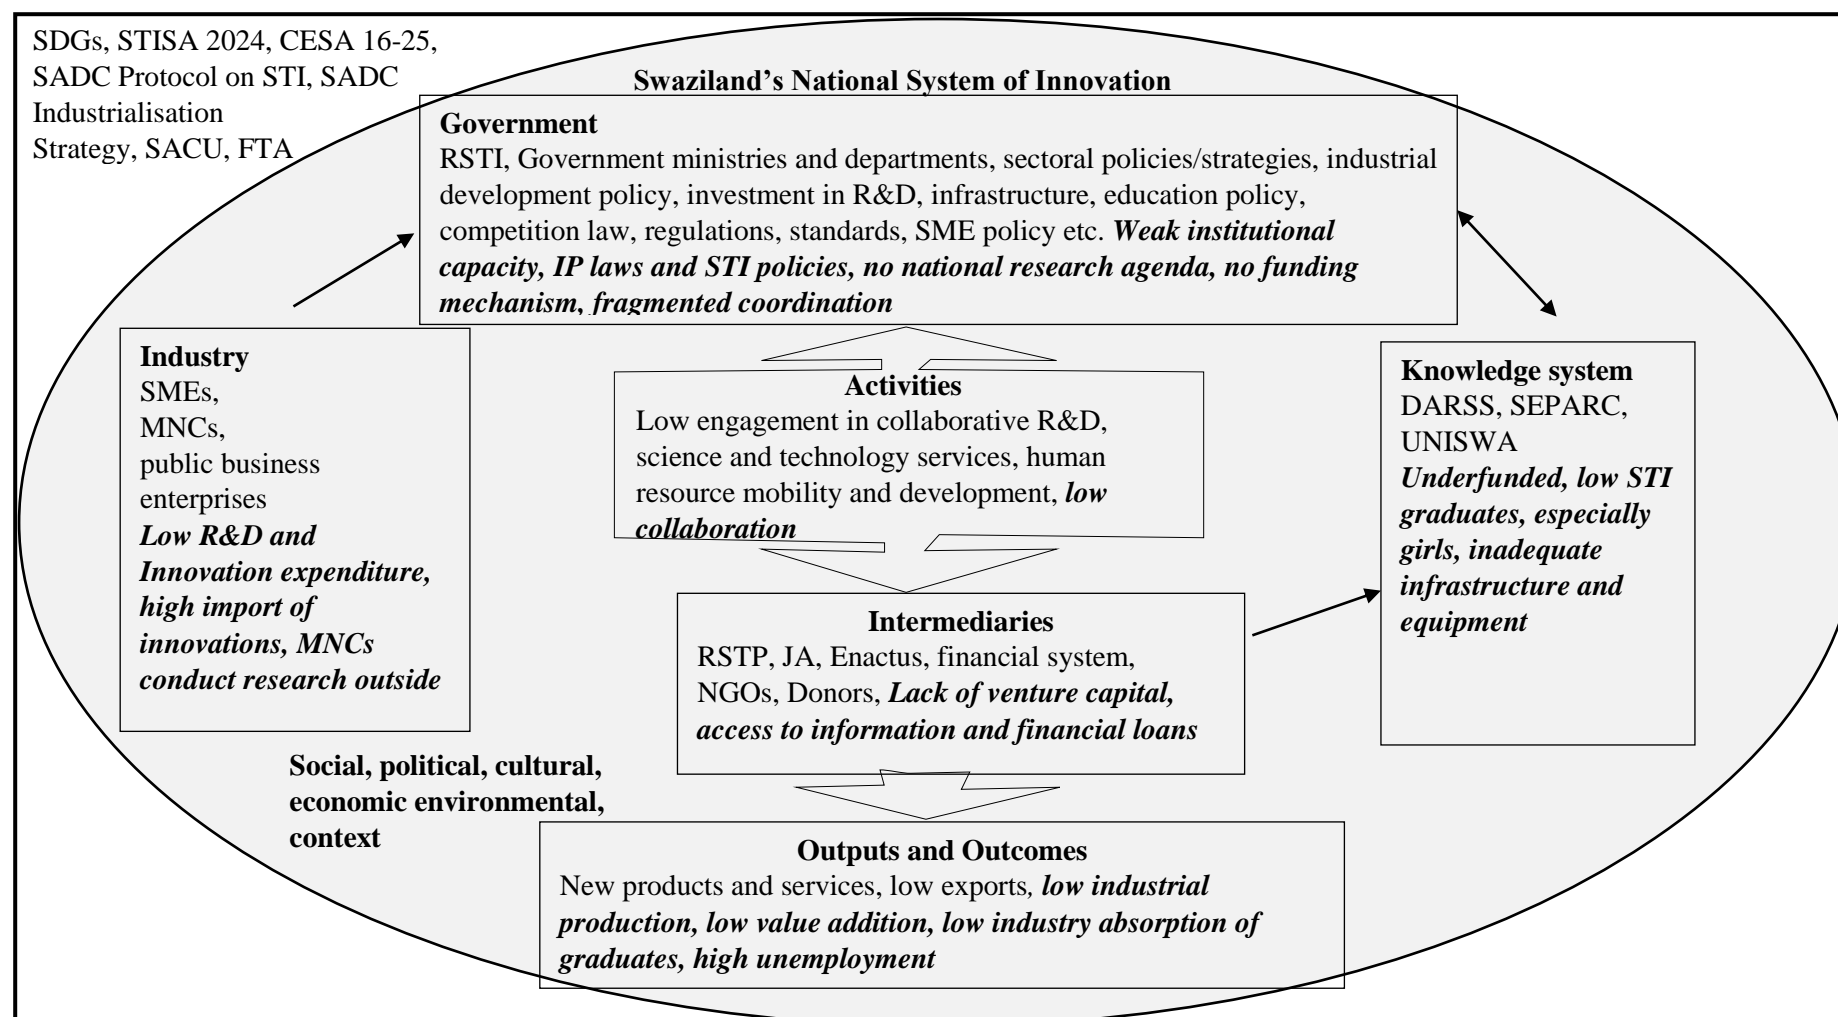 SDGs, STISA 2024, CESA 16-25,
SADC Protocol on STI, SADC
Industrialisation
Strategy, SACU, FTA
Swaziland’s National System of Innovation
Government
RSTI, Government ministries and departments, sectoral policies/strategies, industrial
development policy, investment in R&D, infrastructure, education policy,
competition law, regulations, standards, SME policy etc. Weak institutional
capacity, IP laws and STI policies, no national research agenda, no funding
mechanism, fragmented coordination
Industry
SMEs,
MNCs,
public business
enterprises
Low R&D and
Innovation expenditure,
high import of
innovations, MNCs
conduct research outside
Activities
Low engagement in collaborative R&D,
science and technology services, human
resource mobility and development, low
collaboration
Knowledge system
DARSS, SEPARC,
UNISWA
Underfunded, low STI
graduates, especially
girls, inadequate
infrastructure and
equipment
Intermediaries
RSTP, JA, Enactus, financial system,
NGOs, Donors, Lack of venture capital,
access to information and financial loans
Social, political, cultural,
economic environmental,
context
Outputs and Outcomes
New products and services, low exports, low industrial
production, low value addition, low industry absorption of
graduates, high unemployment